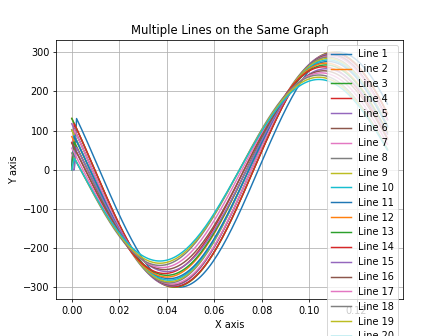 Multiple Lines on the Same Graph
300
200
100
0
−100
−200
−300
Y axis
0.00
0.02
0.04
0.06
0.08
0.10
X axis
Line 1
Line 2
Line 3
Line 4
Line 5
Line 6
Line 7
Line 8
Line 9
Line 10
Line 11
Line 12
Line 13
Line 14
Line 15
Line 16
Line 17
Line 18
Line 19
Line 20